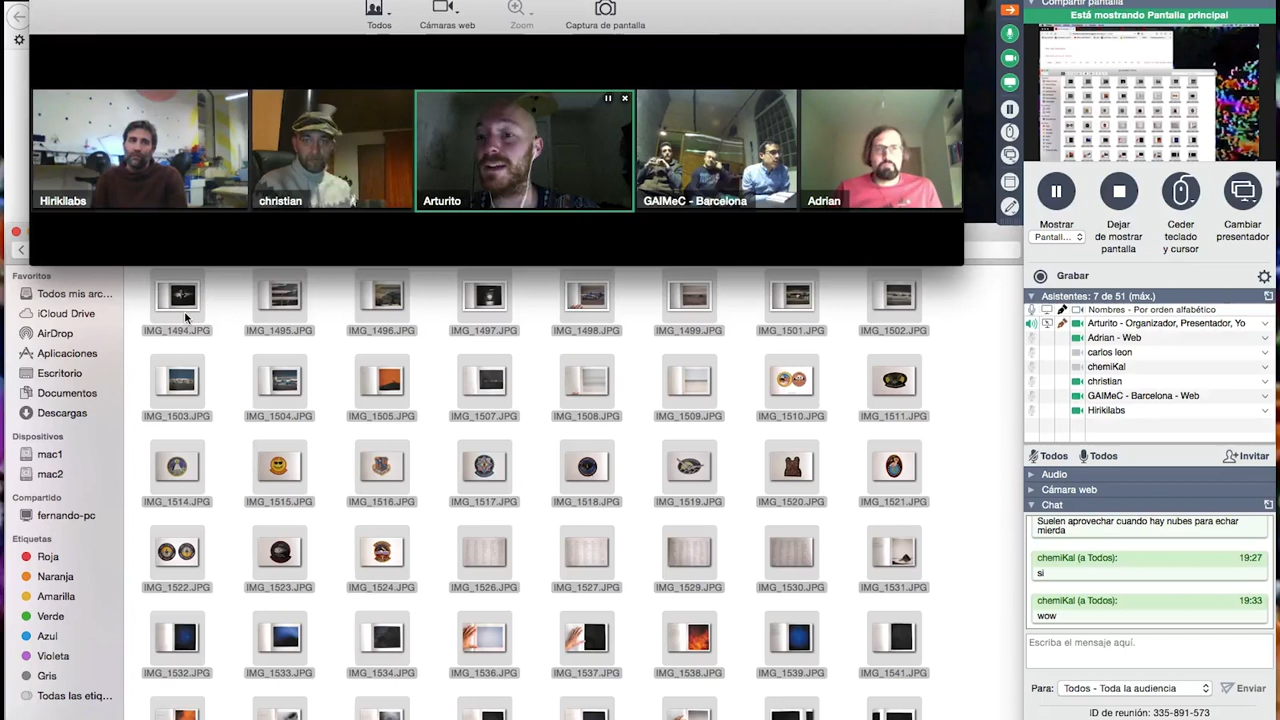 Todos
Cámaras web
Zoom
Captura de pantalla
Hirikilabs
christian
Arturito
GAIMeC - Barcelona
Adrian
Favoritos
Todos mis arc...
iCloud Drive
AirDrop
Aplicaciones
Escritorio
Documentos
Descargas
Dispositivos
mac1
mac2
Compartido
fernando-pc
Etiquetas
Roja
Naranja
Amarilla
Verde
Azul
Violeta
Gris
Todas las etiq...
IMG_1494.JPG IMG_1495.JPG IMG_1496.JPG IMG_1497.JPG IMG_1498.JPG IMG_1499.JPG IMG_1501.JPG IMG_1502.JPG
IMG_1503.JPG IMG_1504.JPG IMG_1505.JPG IMG_1507.JPG IMG_1508.JPG IMG_1509.JPG IMG_1510.JPG IMG_1511.JPG
IMG_1514.JPG IMG_1515.JPG IMG_1516.JPG IMG_1517.JPG IMG_1518.JPG IMG_1519.JPG IMG_1520.JPG IMG_1521.JPG
IMG_1522.JPG IMG_1523.JPG IMG_1524.JPG IMG_1526.JPG IMG_1527.JPG IMG_1529.JPG IMG_1530.JPG IMG_1531.JPG
IMG_1532.JPG IMG_1533.JPG IMG_1534.JPG IMG_1536.JPG IMG_1537.JPG IMG_1538.JPG IMG_1539.JPG IMG_1541.JPG
Compartir pantalla
Está mostrando Pantalla principal
Mostrar
Pantall...
Dejar
de mostrar
pantalla
Ceder
teclado
y cursor
Cambiar
presentador
Grabar
Asistentes: 7 de 51 (máx.)
Nombres - Por orden alfabético
Arturito - Organizador, Presentador, Yo
Adrian - Web
carlos leon
chemiKal
christian
GAIMeC - Barcelona - Web
Hirikilabs
Todos Todos Invitar
Audio
Cámara web
Chat
Suelen aprovechar cuando hay nubes para echar
mierda
chemiKal (a Todos): 19:27
si
chemiKal (a Todos): 19:33
wow
Escriba el mensaje aquí.
Para: Todos - Toda la audiencia Enviar
ID de reunión: 335-891-573